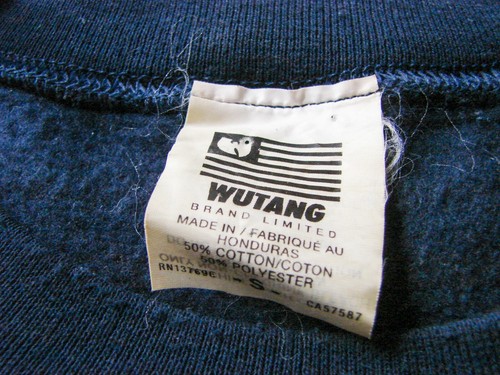 WUTANG
BRAND LIMITED
MADE IN / FABRIQUÉ AU
HONDURAS
50% COTTON/COTON
50% POLYESTER
- S -
CA57587